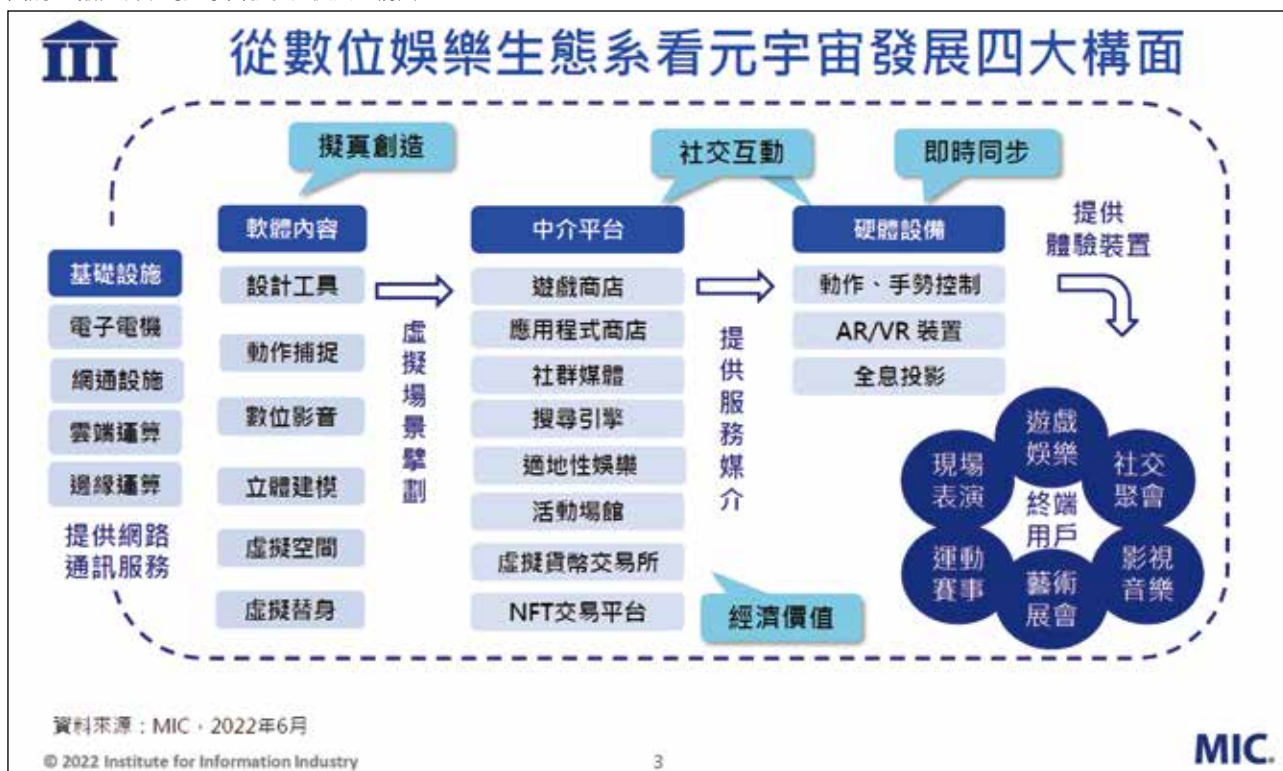 從數位娛樂生態系看元宇宙發展四大構面
擬真創造
社交互動
即時同步
基礎設施
電子電機
網通設施
雲端運算
邊緣運算
提供網路
通訊服務
軟體內容
設計工具
動作捕捉
數位影音
立體建模
虛擬空間
虛擬替身
虛擬場景擘劃
中介平台
遊戲商店
應用程式商店
社群媒體
搜尋引擎
適地性娛樂
活動場館
虛擬貨幣交易所
NFT交易平台
經濟價值
提供服務媒介
硬體設備
動作、手勢控制
AR/VR 裝置
全息投影
提供
體驗裝置
遊戲
娛樂
現場
表演
社交
聚會
終端
用戶
運動
賽事
藝術
展會
影視
音樂
資料來源：MIC，2022年6月
© 2022 Institute for Information Industry
3
MIC.